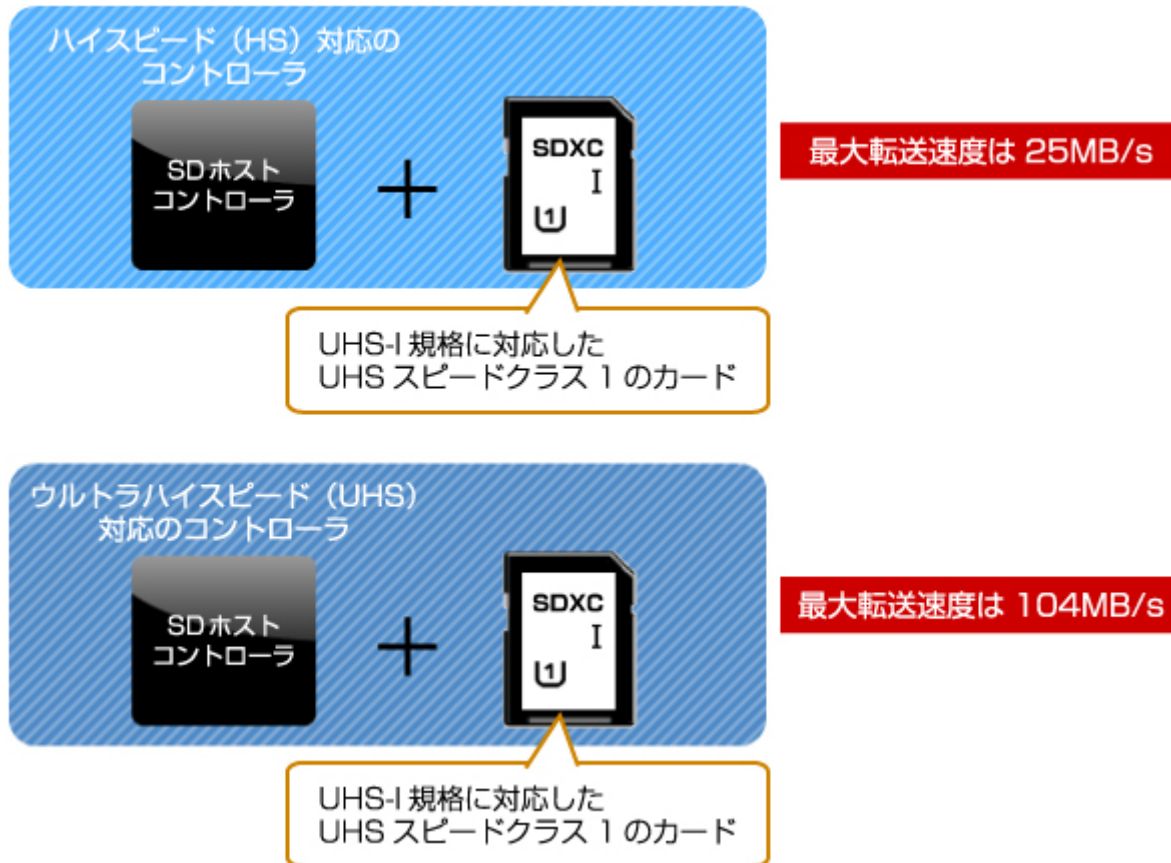 ハイスピード（HS）対応の
コントローラ
SDホスト
コントローラ
+
SDXC
I
1
最大転送速度は 25MB/s
UHS-I 規格に対応した
UHS スピードクラス 1 のカード
ウルトラハイスピード（UHS）
対応のコントローラ
SDホスト
コントローラ
+
SDXC
I
1
最大転送速度は 104MB/s
UHS-I 規格に対応した
UHS スピードクラス 1 のカード